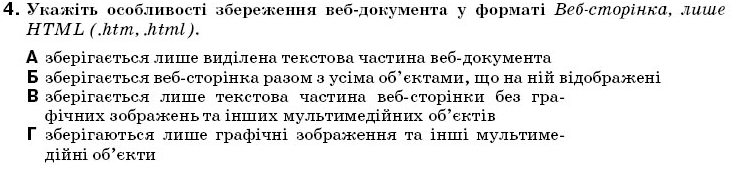 4. Укажіть особливості збереження веб-документа у форматі Веб-сторінка, лише
HTML (.htm, .html).
А зберігається лише виділена текстова частина веб-документа
Б зберігається веб-сторінка разом з усіма об’єктами, що на ній відображені
В зберігається лише текстова частина веб-сторінки без гра-
фічних зображень та інших мультимедійних об’єктів
Г зберігаються лише графічні зображення та інші мультиме-
дійні об’єкти